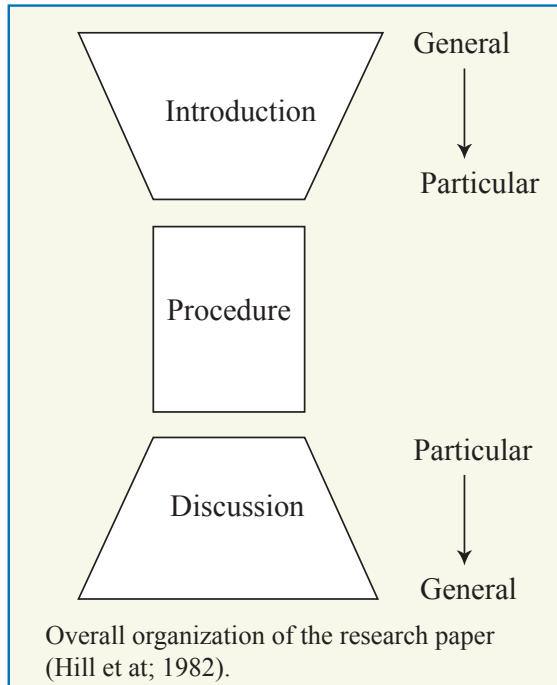 General
Introduction
Particular
Procedure
Particular
Discussion
General
Overall organization of the research paper
(Hill et at; 1982).